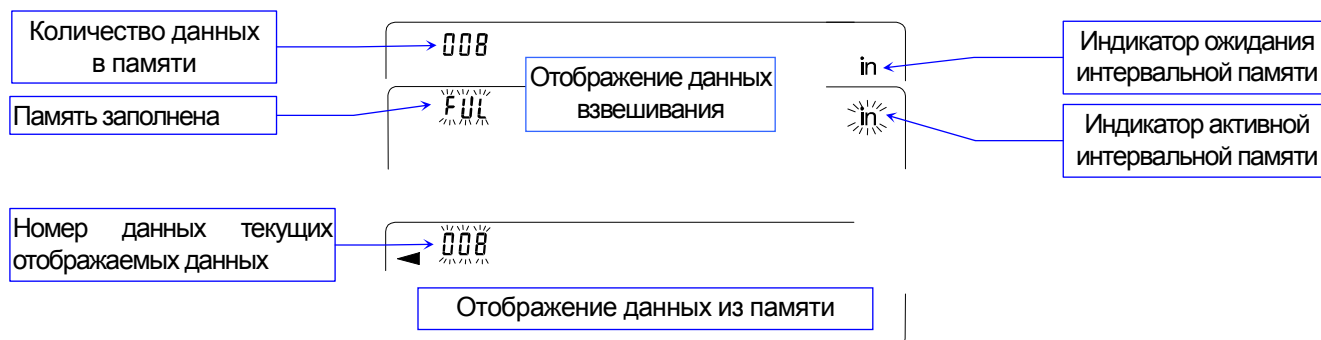 Количество данных
в памяти
008
Отображение данных
взвешивания
in
Индикатор ожидания
интервальной памяти
Память заполнена
FUL
in
Индикатор активной
интервальной памяти
Номер данных текущих
отображаемых данных
008
Отображение данных из памяти